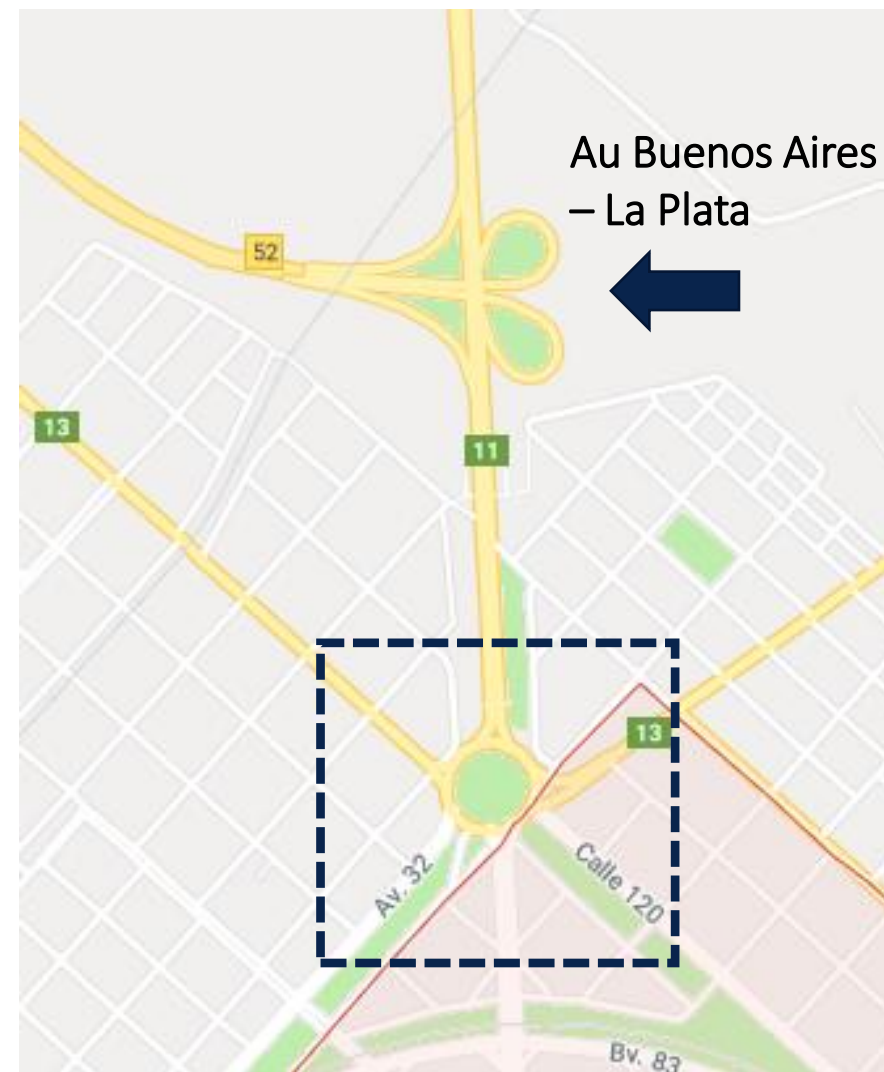 Au Buenos Aires
– La Plata
52
13
11
13
Av. 32
Calle 120
Bv. 83